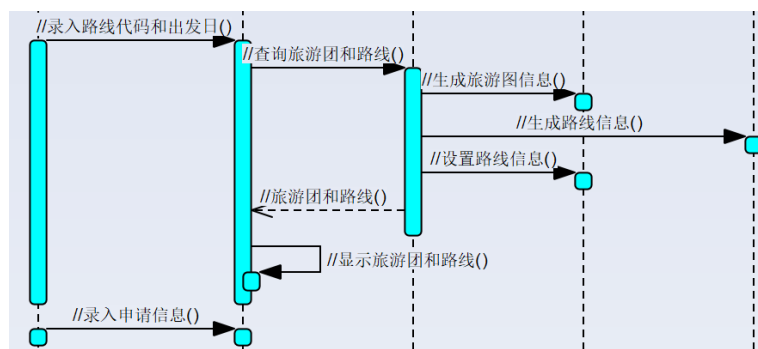 //录入路线代码和出发日()
//查询旅游团和路线()
//生成旅游图信息()
//生成路线信息()
//设置路线信息()
//旅游团和路线()
//显示旅游团和路线()
//录入申请信息()